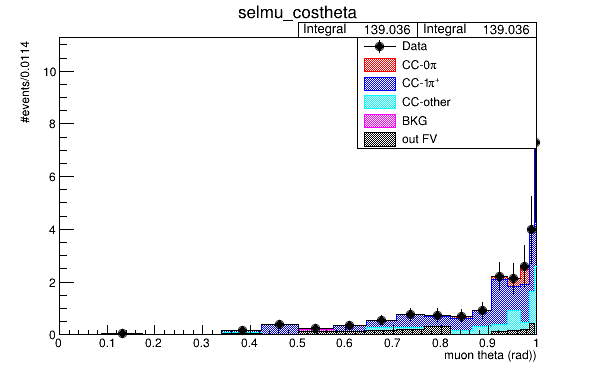 selmu_costheta
Integral 139.036 Integral 139.036
Data
CC-0π
CC-1π⁺
CC-other
BKG
out FV
#events/0.0114
10
8
6
4
2
0
0 0.1 0.2 0.3 0.4 0.5 0.6 0.7 0.8 0.9 1
muon theta (rad))